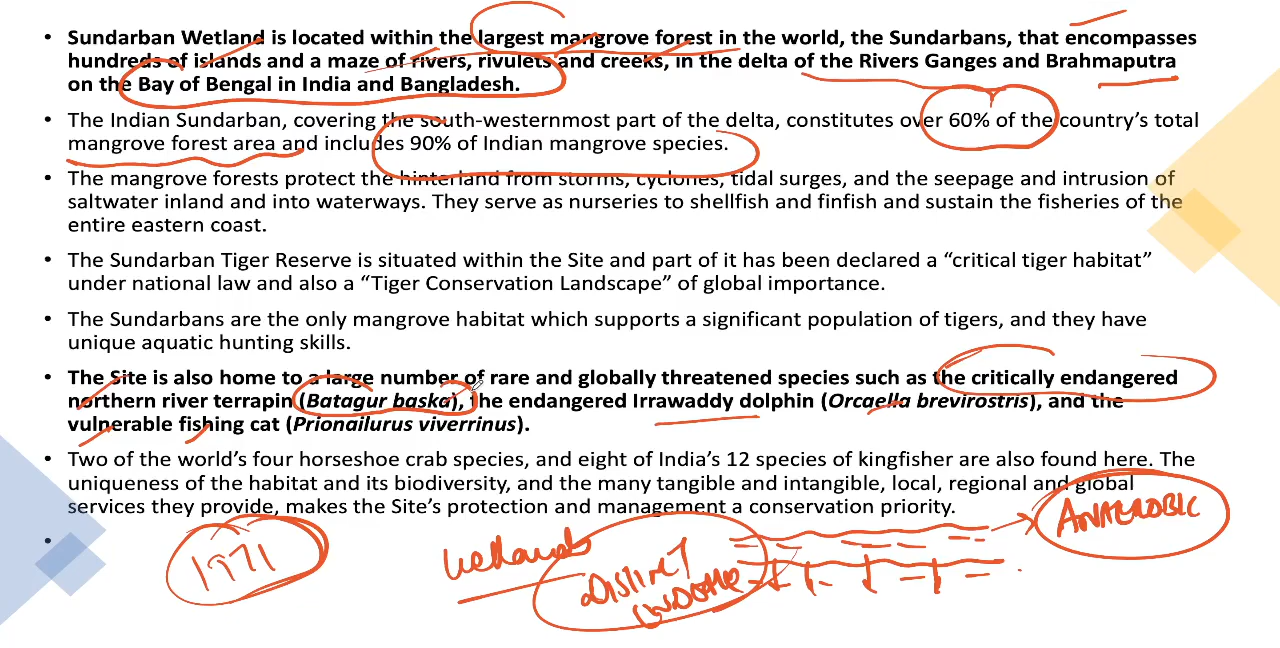 • Sundarban Wetland is located within the largest mangrove forest in the world, the Sundarbans, that encompasses
hundreds of islands and a maze of rivers, rivulets and creeks, in the delta of the Rivers Ganges and Brahmaputra
on the Bay of Bengal in India and Bangladesh.
• The Indian Sundarban, covering the south-westernmost part of the delta, constitutes over 60% of the country's total
mangrove forest area and includes 90% of Indian mangrove species.
• The mangrove forests protect the hinterland from storms, cyclones, tidal surges, and the seepage and intrusion of
saltwater inland and into waterways. They serve as nurseries to shellfish and finfish and sustain the fisheries of the
entire eastern coast.
• The Sundarban Tiger Reserve is situated within the Site and part of it has been declared a “critical tiger habitat”
under national law and also a “Tiger Conservation Landscape” of global importance.
• The Sundarbans are the only mangrove habitat which supports a significant population of tigers, and they have
unique aquatic hunting skills.
• The Site is also home to a large number of rare and globally threatened species such as the critically endangered
northern river terrapin (Batagur baska), the endangered Irrawaddy dolphin (Orcaella brevirostris), and the
vulnerable fishing cat (Prionailurus viverrinus).
• Two of the world's four horseshoe crab species, and eight of India's 12 species of kingfisher are also found here. The
uniqueness of the habitat and its biodiversity, and the many tangible and intangible, local, regional and global
services they provide, makes the Site's protection and management a conservation priority.
•
ANAEROBIC
1971
Wetlands